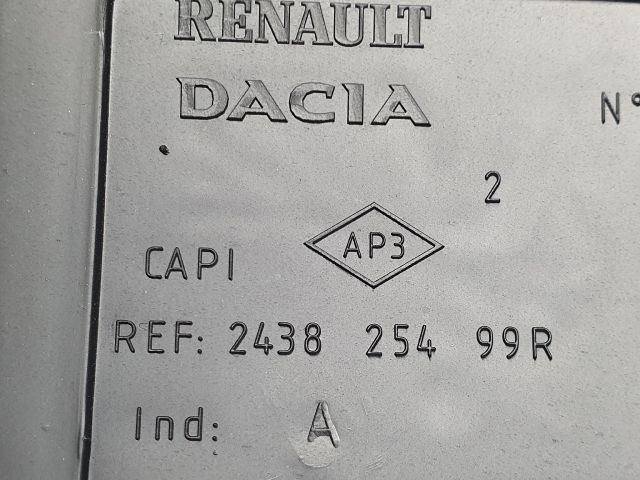 RENAULT
DACIA
N°
2
AP3
CAPI
REF: 2438 254 99R
Ind: A